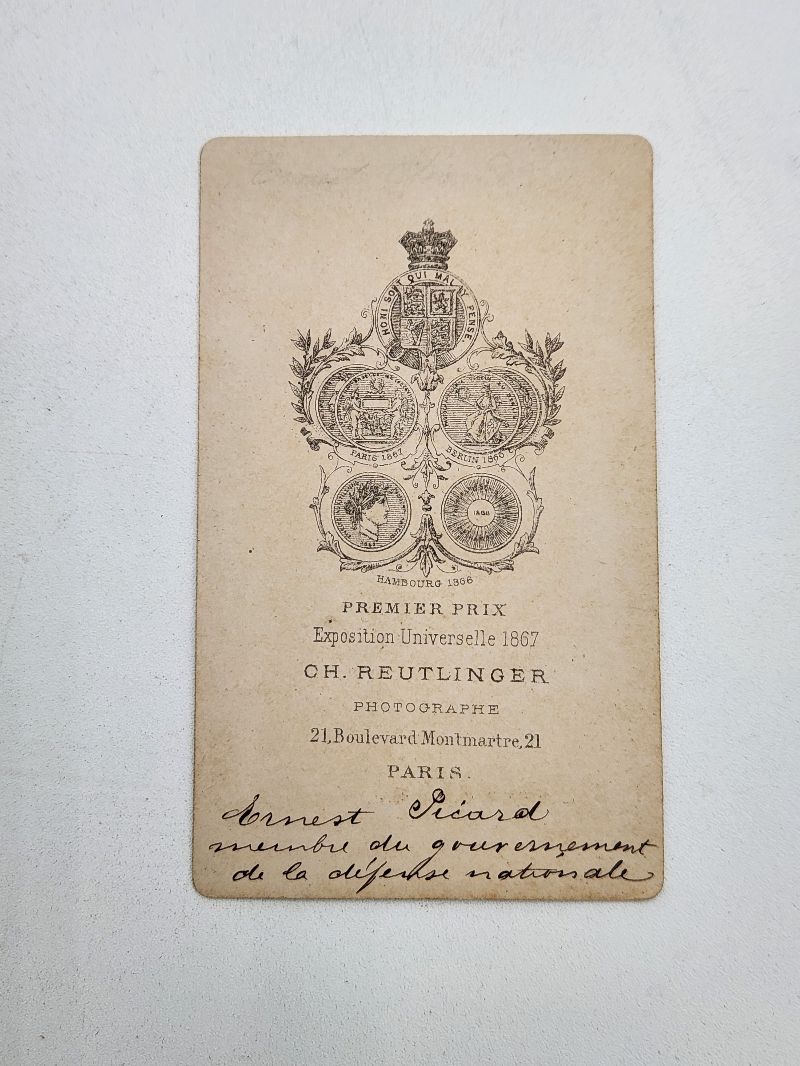 HONI SOIT QUI MAL Y PENSE
PARIS 1867
BERLIN 1865
1866
HAMBOURG 1866
PREMIER PRIX
Exposition Universelle 1867
CH. REUTLINGER
PHOTOGRAPHE
21, Boulevard Montmartre, 21
PARIS.
Ernest Picard
membre du gouvernement
de la défense nationale